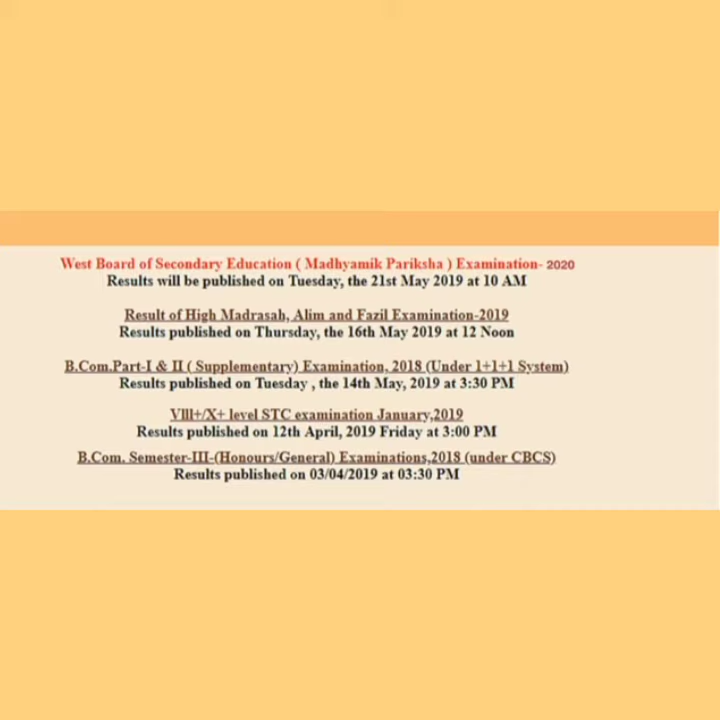 West Board of Secondary Education ( Madhyamik Pariksha ) Examination- 2020
Results will be published on Tuesday, the 21st May 2019 at 10 AM
Result of High Madrasah, Alim and Fazil Examination-2019
Results published on Thursday, the 16th May 2019 at 12 Noon
B.Com.Part-I & II ( Supplementary) Examination, 2018 (Under 1+1+1 System)
Results published on Tuesday , the 14th May, 2019 at 3:30 PM
VIII+/X+ level STC examination January,2019
Results published on 12th April, 2019 Friday at 3:00 PM
B.Com. Semester-III-(Honours/General) Examinations,2018 (under CBCS)
Results published on 03/04/2019 at 03:30 PM